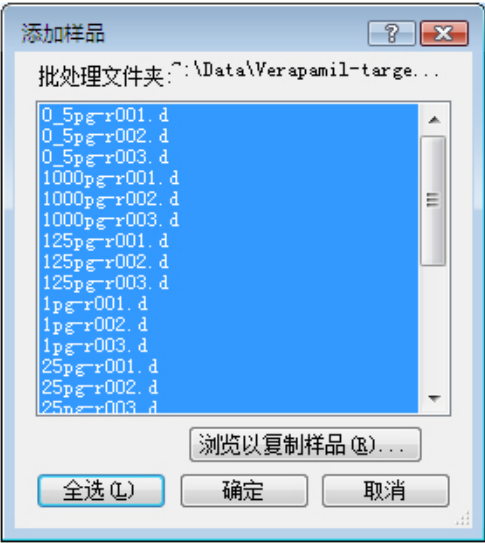 添加样品
批处理文件夹:C:\Data\Verapamil-targe...
0_5pg-r001.d
0_5pg-r002.d
0_5pg-r003.d
1000pg-r001.d
1000pg-r002.d
1000pg-r003.d
125pg-r001.d
125pg-r002.d
125pg-r003.d
1pg-r001.d
1pg-r002.d
1pg-r003.d
25pg-r001.d
25pg-r002.d
25pg-r003.d
浏览以复制样品(R)...
全选(L) 确定 取消